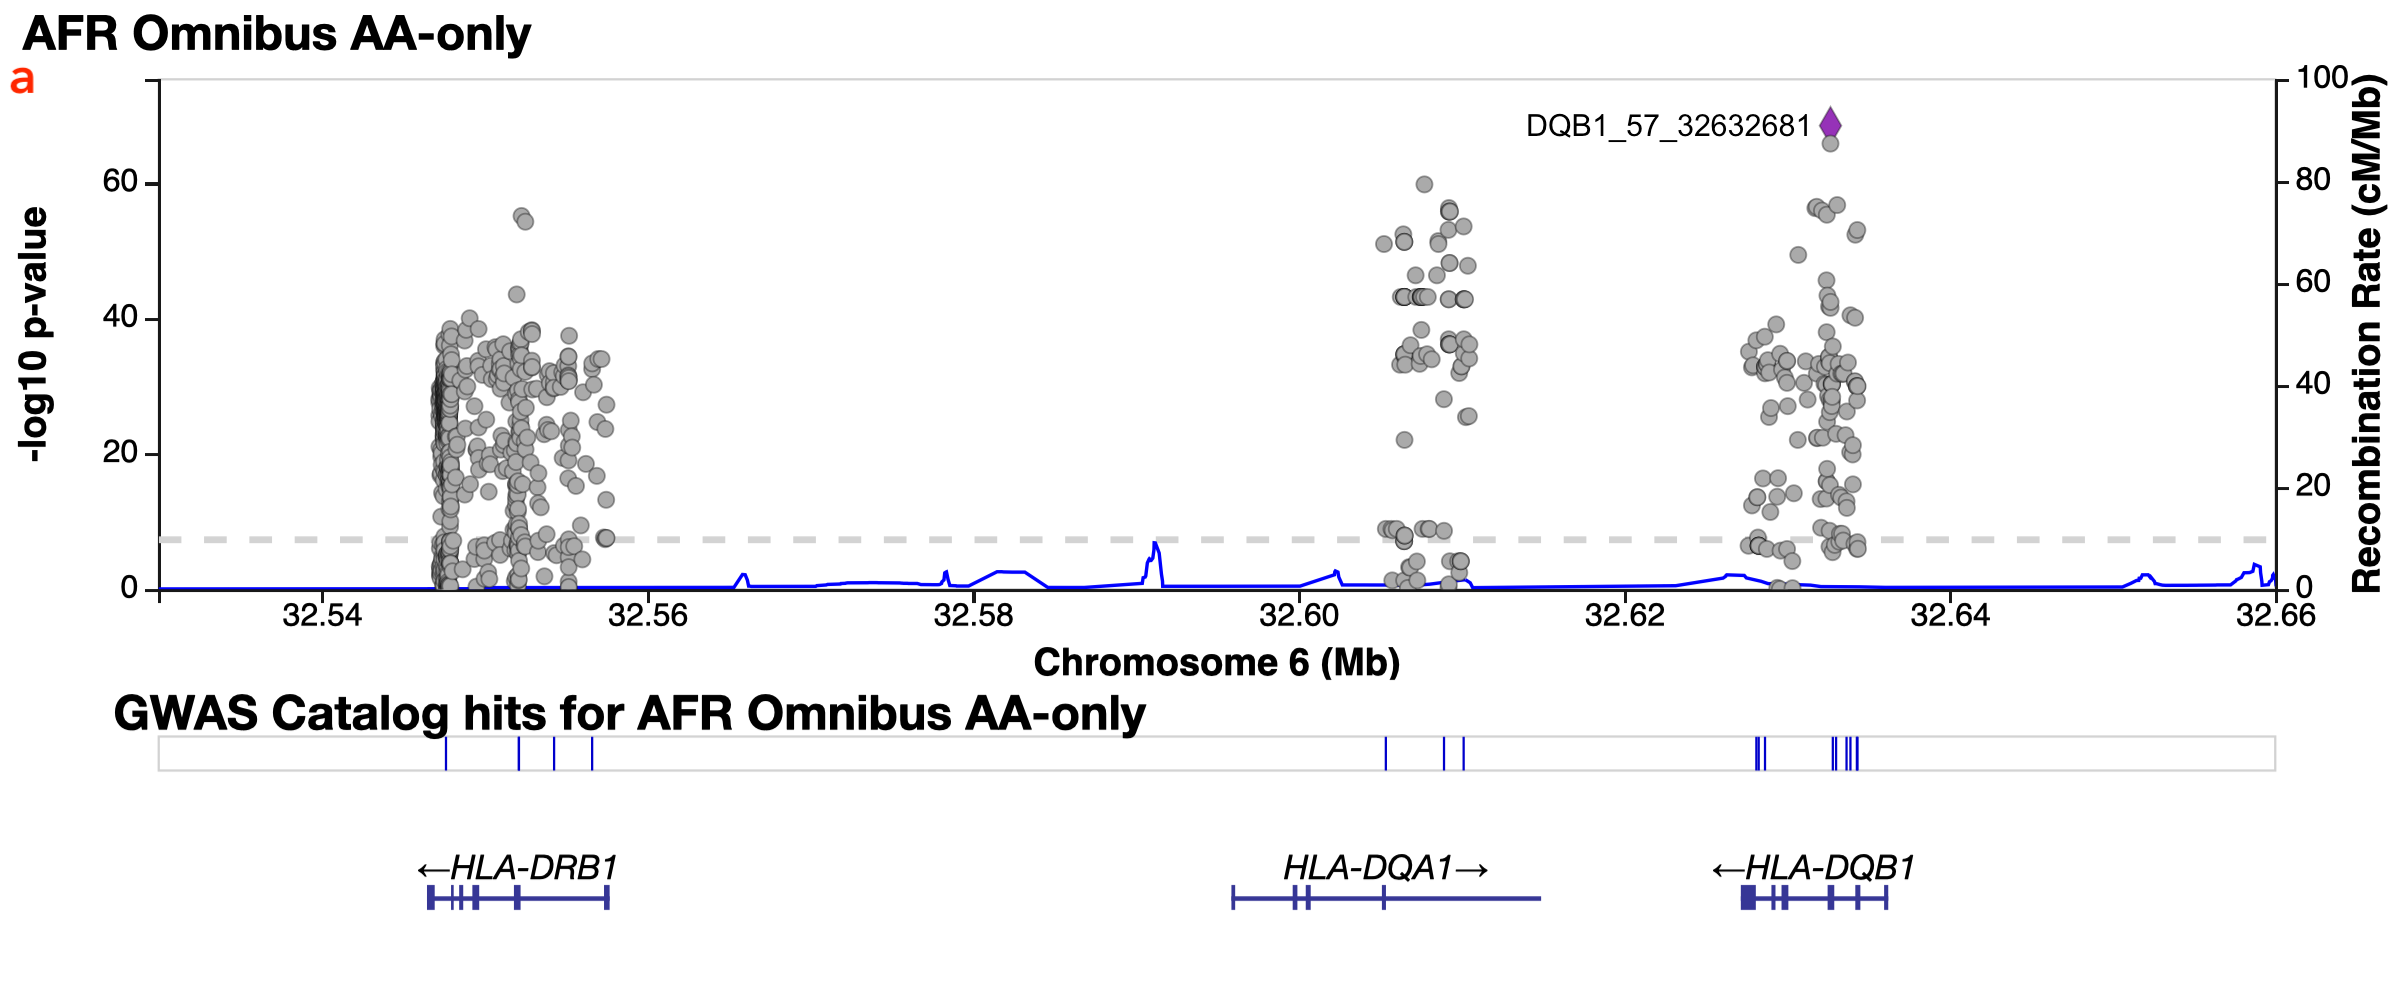 AFR Omnibus AA-only
a
100
DQB1_57_32632681
60
80
60
40
40
20
20
0
0
-log10 p-value
Recombination Rate (cM/Mb)
32.54 32.56 32.58 32.60 32.62 32.64 32.66
Chromosome 6 (Mb)
GWAS Catalog hits for AFR Omnibus AA-only
←HLA-DRB1 HLA-DQA1→ ←HLA-DQB1